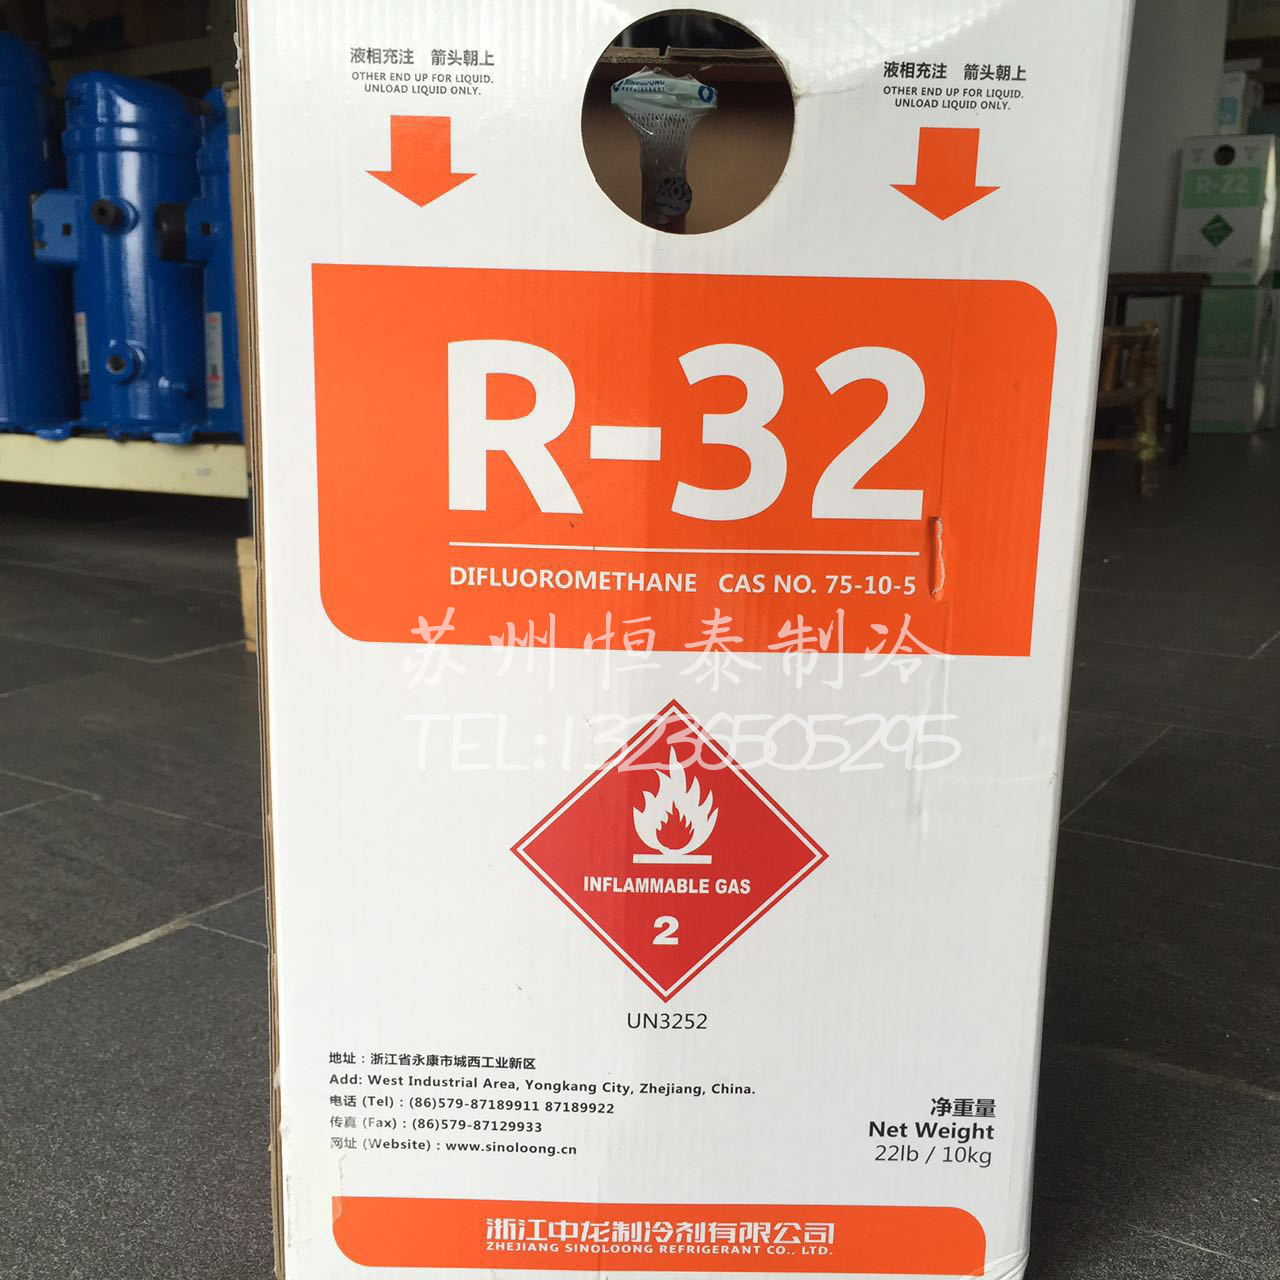 液相充注 箭头朝上
OTHER END UP FOR LIQUID.
UNLOAD LIQUID ONLY.
液相充注 箭头朝上
OTHER END UP FOR LIQUID.
UNLOAD LIQUID ONLY.
SINOLOONG
REFRIGERANT
R-22
R-32
DIFLUOROMETHANE CAS NO. 75-10-5
苏州恒泰制冷
TEL:13236505295
INFLAMMABLE GAS
2
UN3252
地址：浙江省永康市城西工业新区
Add: West Industrial Area, Yongkang City, Zhejiang, China.
电话 (Tel)：(86)579-87189911 87189922
传真 (Fax)：(86)579-87129933
网址 (Website)：www.sinoloong.cn
净重量
Net Weight
22lb / 10kg
浙江中龙制冷剂有限公司
ZHEJIANG SINOLOONG REFRIGERANT CO., LTD.